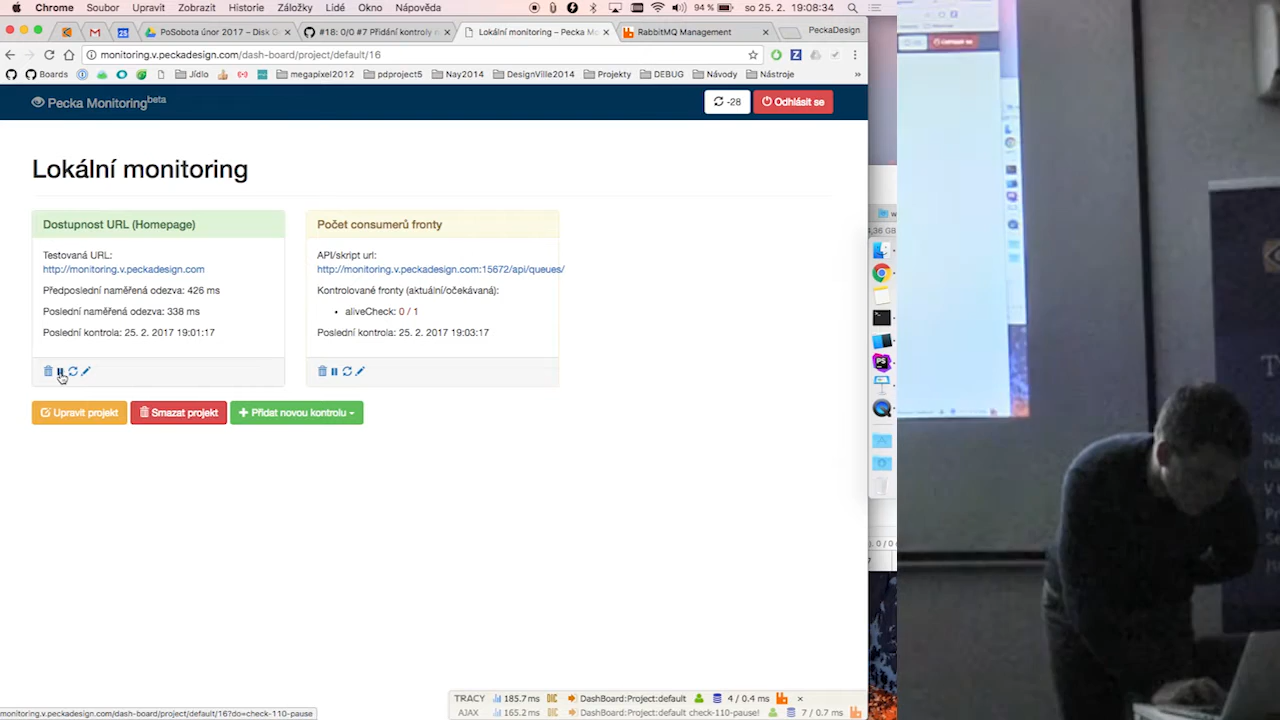 Chrome Soubor Upravit Zobrazit Historie Záložky Lidé Okno Nápověda 94 % so 25. 2. 19:08:34
PoSobota únor 2017 – Disk G #18: 0/0 #7 Přidání kontroly n Lokální monitoring – Pecka Mo RabbitMQ Management PeckaDesign
monitoring.v.peckadesign.com/dash-board/project/default/16
Boards Jídlo megapixel2012 pdproject5 Nay2014 DesignVille2014 Projekty DEBUG Návody Nástroje
Pecka Monitoring beta -28 Odhlásit se
Lokální monitoring
Dostupnost URL (Homepage)
Testovaná URL:
http://monitoring.v.peckadesign.com
Předposlední naměřená odezva: 426 ms
Poslední naměřená odezva: 338 ms
Poslední kontrola: 25. 2. 2017 19:01:17
Počet consumerů fronty
API/skript url:
http://monitoring.v.peckadesign.com:15672/api/queues/
Kontrolované fronty (aktuální/očekávaná):
• aliveCheck: 0 / 1
Poslední kontrola: 25. 2. 2017 19:03:17
Upravit projekt Smazat projekt + Přidat novou kontrolu
TRACY 185.7 ms DashBoard:Project:default 4 / 0.4 ms ×
AJAX 165.2 ms DashBoard:Project:default check-110-pause! 7 / 0.7 ms
monitoring.v.peckadesign.com/dash-board/project/default/16?do=check-110-pause